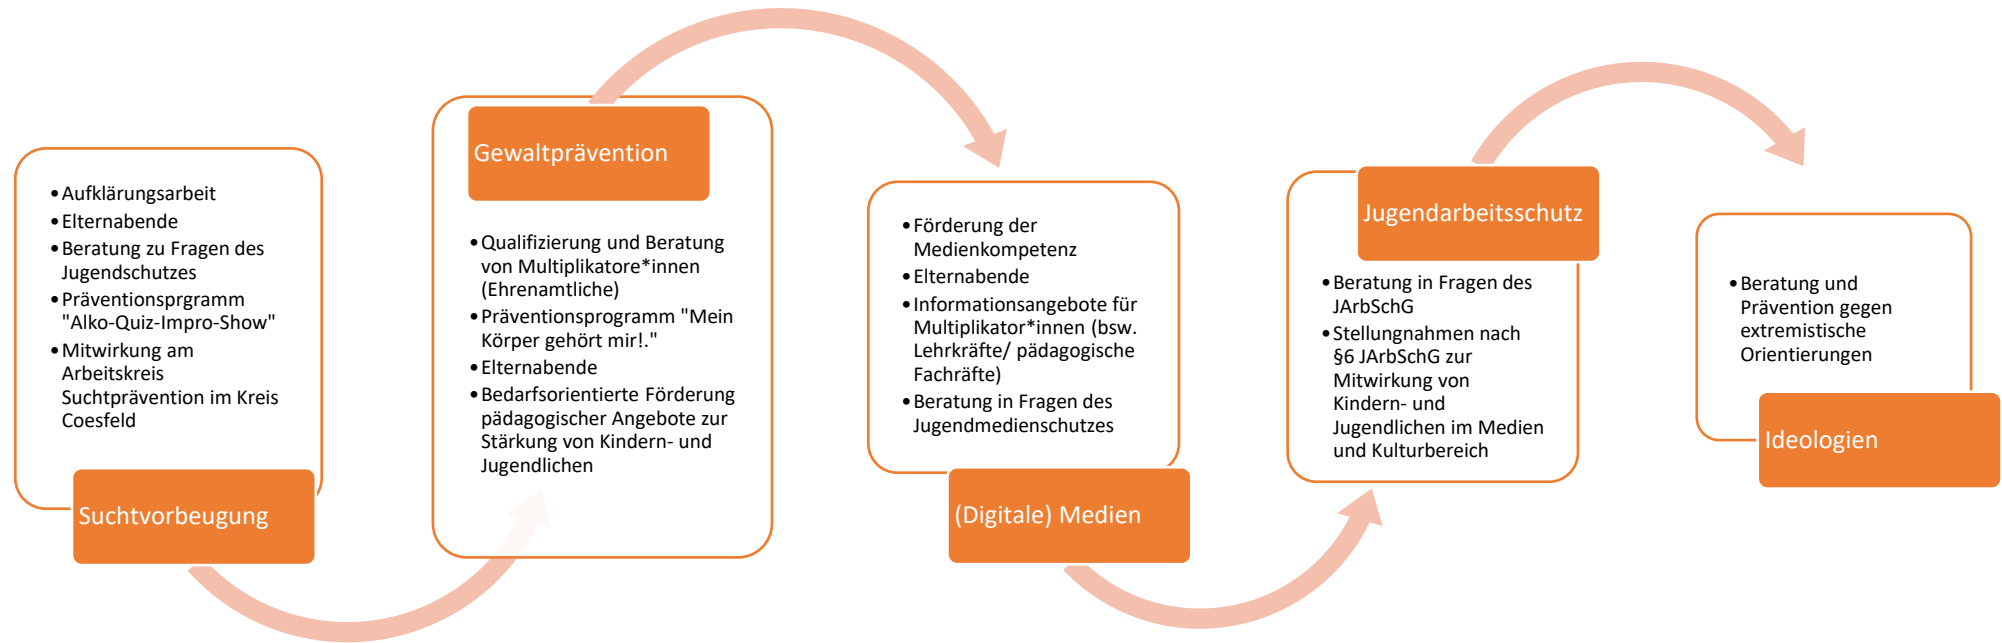 •Aufklärungsarbeit
•Elternabende
•Beratung zu Fragen des
Jugendschutzes
•Präventionsprgramm
"Alko-Quiz-Impro-Show"
•Mitwirkung am
Arbeitskreis
Suchtprävention im Kreis
Coesfeld
Suchtvorbeugung
Gewaltprävention
•Qualifizierung und Beratung
von Multiplikatore*innen
(Ehrenamtliche)
•Präventionsprogramm "Mein
Körper gehört mir!."
•Elternabende
•Bedarfsorientierte Förderung
pädagogischer Angebote zur
Stärkung von Kindern- und
Jugendlichen
•Förderung der
Medienkompetenz
•Elternabende
•Informationsangebote für
Multiplikator*innen (bsw.
Lehrkräfte/ pädagogische
Fachräfte)
•Beratung in Fragen des
Jugendmedienschutzes
(Digitale) Medien
Jugendarbeitsschutz
•Beratung in Fragen des
JArbSchG
•Stellungnahmen nach
§6 JArbSchG zur
Mitwirkung von
Kindern- und
Jugendlichen im Medien
und Kulturbereich
•Beratung und
Prävention gegen
extremistische
Orientierungen
Ideologien